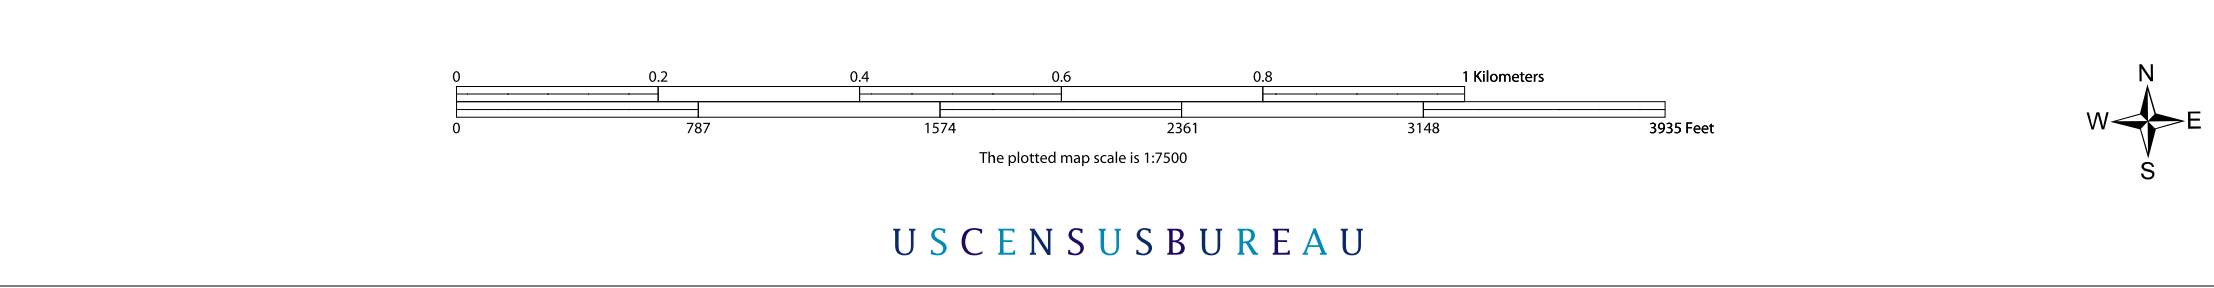 0 0.2 0.4 0.6 0.8 1 Kilometers
0 787 1574 2361 3148 3935 Feet
The plotted map scale is 1:7500
USCENSUSBUREAU
N
W E
S